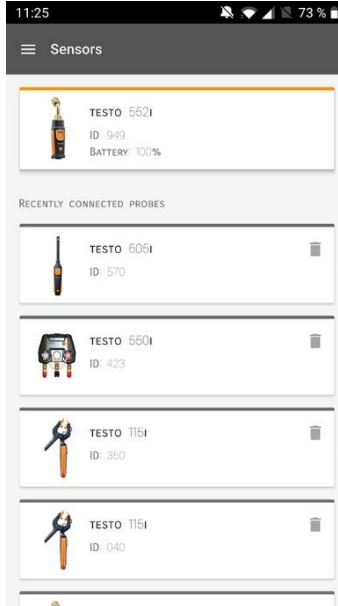 11:25
73 %
Sensors
TESTO 552I
ID: 949
BATTERY: 100%
RECENTLY CONNECTED PROBES
TESTO 605I
ID: 570
TESTO 550I
ID: 423
TESTO 115I
ID: 350
TESTO 115I
ID: 040